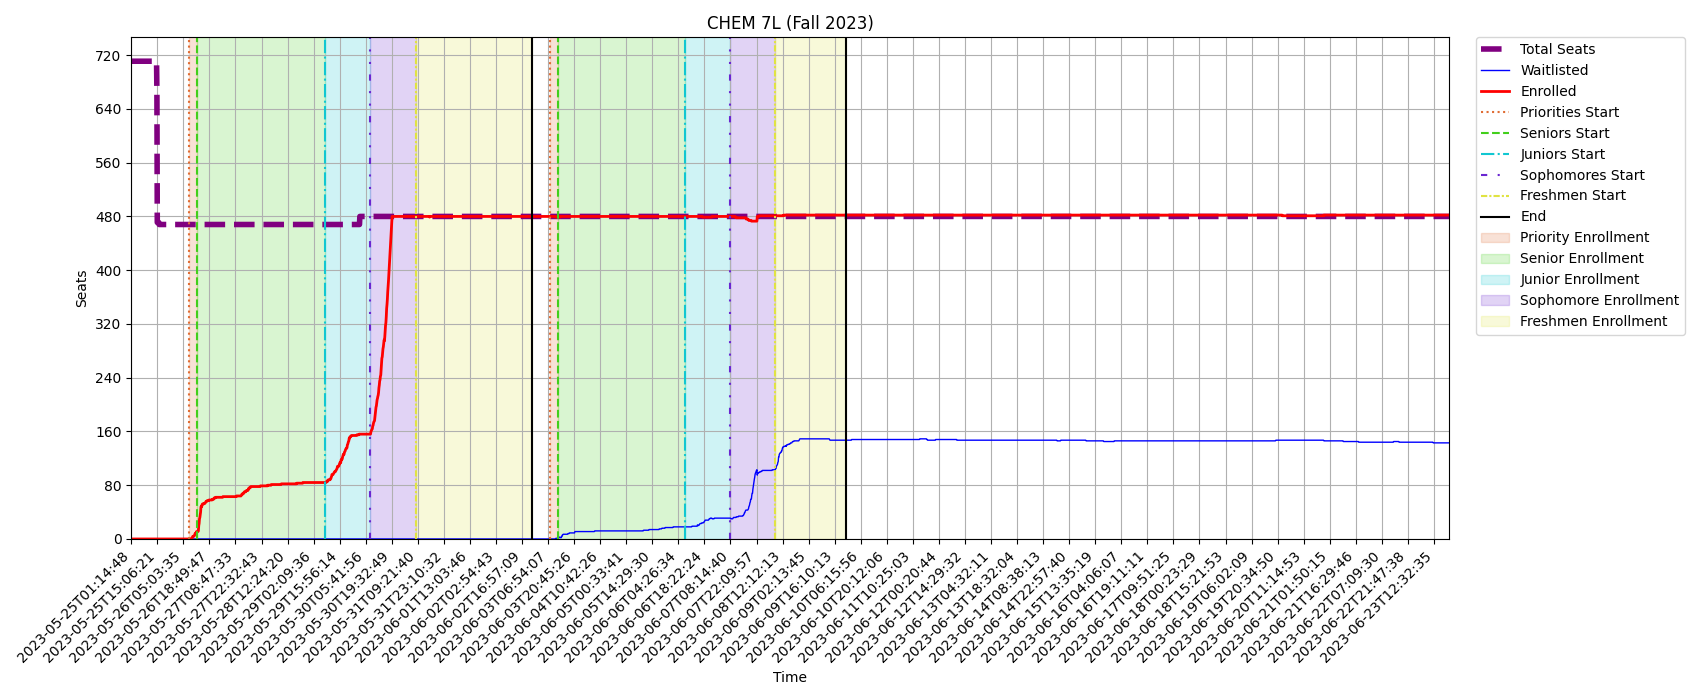 CHEM 7L (Fall 2023)
Seats
720
640
560
480
400
320
240
160
80
0
2023-05-25T01:14:48
2023-05-25T15:06:21
2023-05-26T05:03:35
2023-05-26T18:49:47
2023-05-27T08:47:33
2023-05-27T22:32:43
2023-05-28T12:24:20
2023-05-29T02:09:36
2023-05-29T15:56:14
2023-05-30T05:41:56
2023-05-30T19:32:49
2023-05-31T09:21:40
2023-05-31T23:10:32
2023-06-01T13:03:46
2023-06-02T02:54:43
2023-06-02T16:57:09
2023-06-03T06:54:07
2023-06-03T20:45:26
2023-06-04T10:42:26
2023-06-05T00:33:41
2023-06-05T14:29:30
2023-06-06T04:26:34
2023-06-06T18:22:24
2023-06-07T08:14:40
2023-06-07T22:09:57
2023-06-08T12:12:13
2023-06-09T02:13:45
2023-06-09T16:10:13
2023-06-10T06:15:56
2023-06-10T20:12:06
2023-06-11T10:25:03
2023-06-12T00:20:44
2023-06-12T14:29:32
2023-06-13T04:32:11
2023-06-13T18:32:04
2023-06-14T08:38:13
2023-06-14T22:57:40
2023-06-15T13:35:19
2023-06-16T04:06:07
2023-06-16T19:11:11
2023-06-17T09:51:25
2023-06-18T00:23:29
2023-06-18T15:21:53
2023-06-19T06:02:09
2023-06-19T20:34:50
2023-06-20T11:14:53
2023-06-21T01:50:15
2023-06-21T16:29:46
2023-06-22T07:09:30
2023-06-22T21:47:38
2023-06-23T12:32:35
Time
Total Seats
Waitlisted
Enrolled
Priorities Start
Seniors Start
Juniors Start
Sophomores Start
Freshmen Start
End
Priority Enrollment
Senior Enrollment
Junior Enrollment
Sophomore Enrollment
Freshmen Enrollment